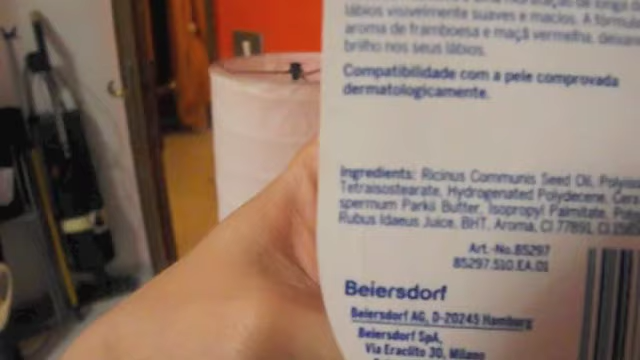 lábios visivelmente suaves e macios. A fórmula
aroma de framboesa e maçã vermelha,
brilho nos seus lábios.
Compatibilidade com a pele comprovada
dermatologicamente.
Ingredients: Ricinus Communis Seed Oil,
Tetraisostearate, Hydrogenated Polydecene,
spermum Parkii Butter, Isopropyl Palmitate,
Rubus Idaeus Juice, BHT, Aroma, CI 77891, CI
Art.-No.85297
85297.510.EA.01
Beiersdorf
Beiersdorf AG, D-20245 Hamburg
Beiersdorf SpA,
Via Eraclito 30, Milano